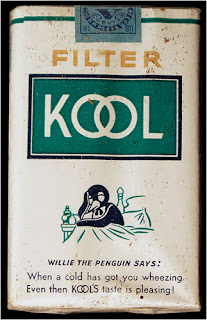 FILTER
KOOL
WILLIE THE PENGUIN SAYS:
When a cold has got you wheezing
Even then KOOL'S taste is pleasing!